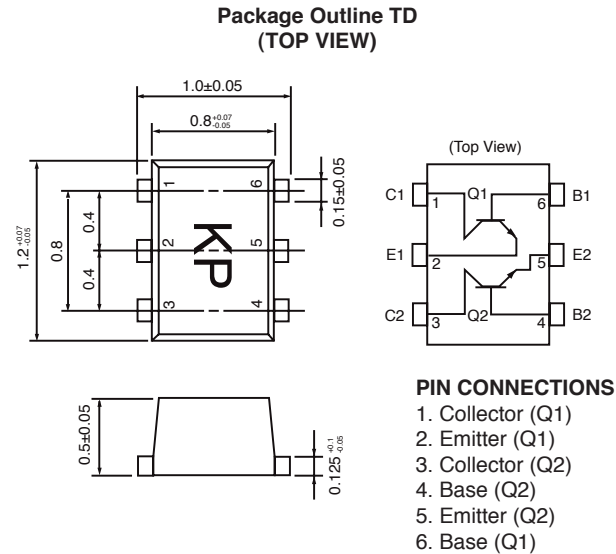 Package Outline TD
(TOP VIEW)
1.0±0.05
0.8 +0.07 -0.05
1.2 +0.07 -0.05
0.8
0.4
0.4
0.15±0.05
1
2
3
4
5
6
KP
0.5±0.05
0.125 +0.1 -0.05
(Top View)
C1
E1
C2
B1
E2
B2
Q1
Q2
1
2
3
4
5
6
PIN CONNECTIONS
1. Collector (Q1)
2. Emitter (Q1)
3. Collector (Q2)
4. Base (Q2)
5. Emitter (Q2)
6. Base (Q1)